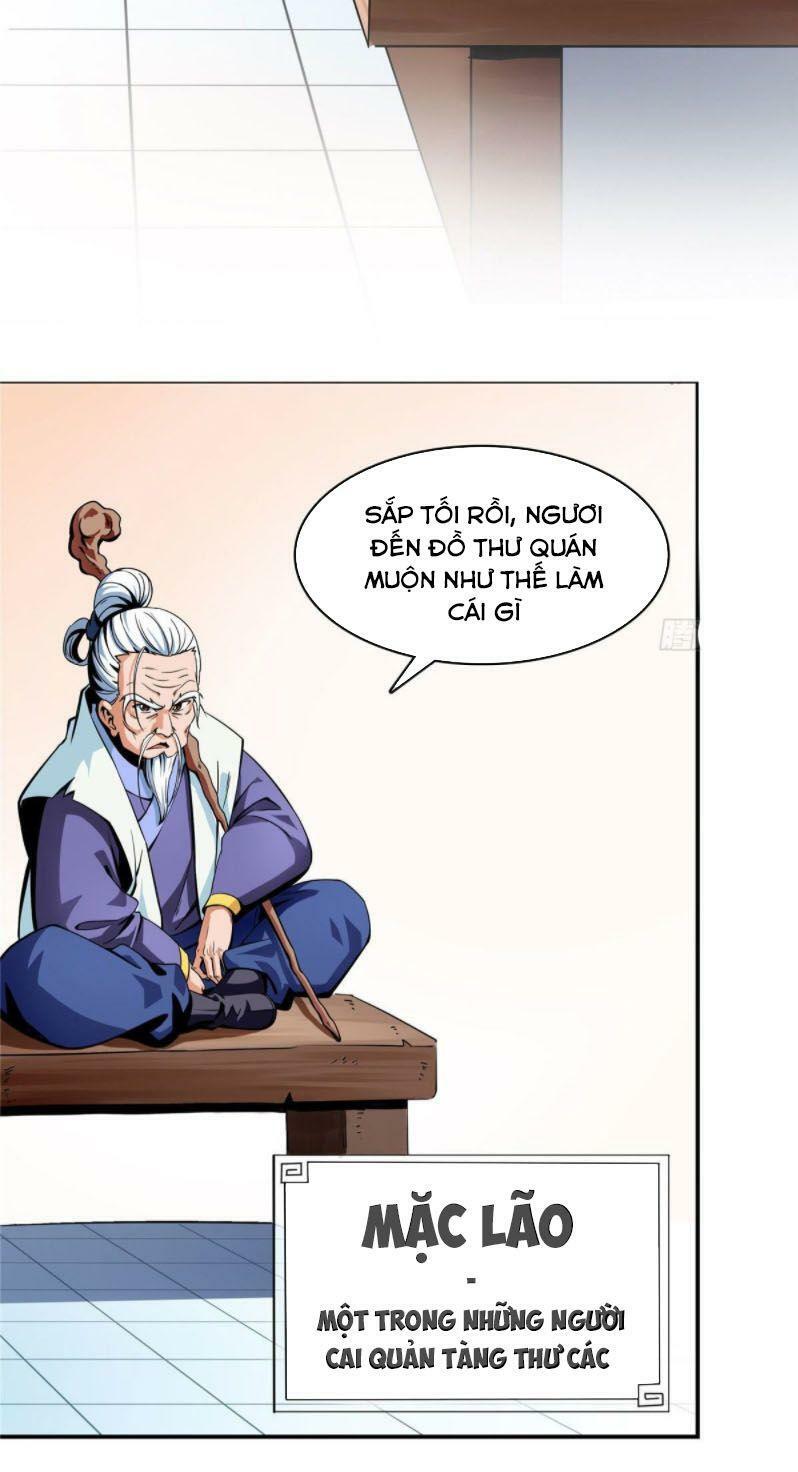 SẮP TỐI RỒI, NGƯƠI
ĐẾN ĐỒ THƯ QUÁN
MUỘN NHƯ THẾ LÀM
CÁI GÌ
腾
MẶC LÃO
-
MỘT TRONG NHỮNG NGƯỜI
CAI QUẢN TÀNG THƯ CÁC